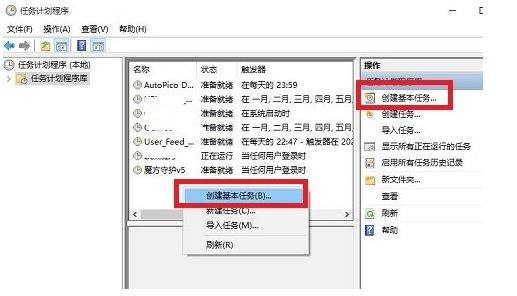 任务计划程序
文件(F) 操作(A) 查看(V) 帮助(H)
任务计划程序 (本地)
任务计划程序库
名称 状态 触发器
AutoPico D... 准备就绪 在每天的 23:59
准备就绪 在 一月, 二月, 三月, 四月, 五月,
准备就绪 在系统启动时
准备就绪 在 一月, 二月, 三月, 四月, 五月,
User_Feed_... 准备就绪 在每天的 22:47 - 触发器在 202
正在运行 当任何用户登录时
魔方守护v5 准备就绪 当任何用户登录时
创建基本任务(B)...
新建任务(C)...
导入任务(M)...
刷新(R)
操作
任务计划程序库
创建基本任务...
创建任务...
导入任务...
显示所有正在运行的任务
启用所有任务历史记录
新文件夹...
查看
刷新
帮助